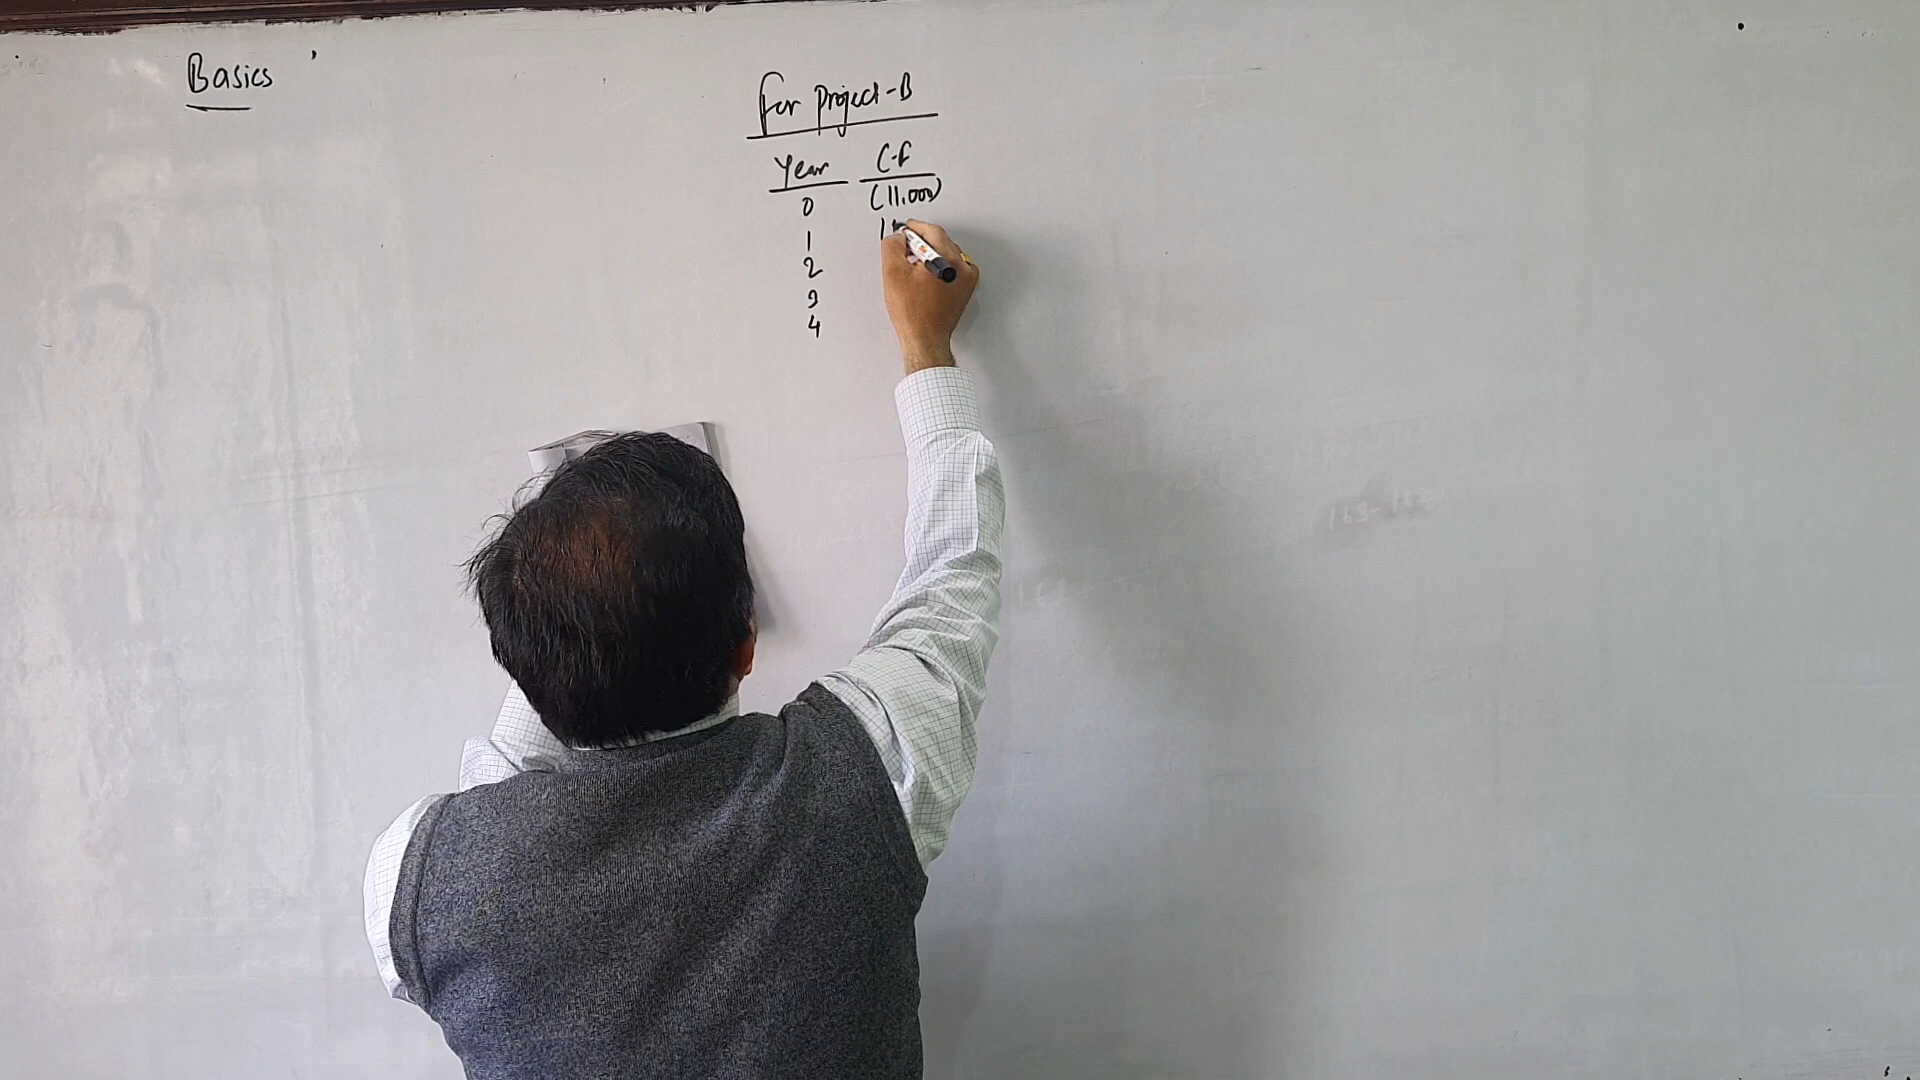 Basics
For Project-B
Year C.F
0 (11,000)
1
2
3
4